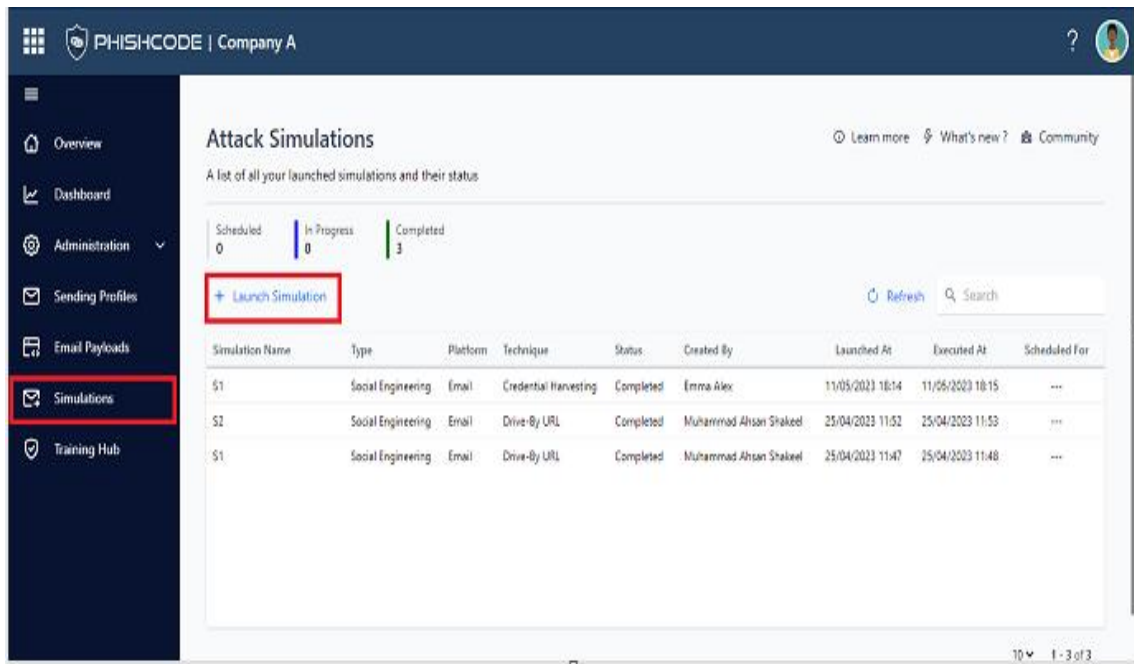 PHISHCODE | Company A
?
Overview
Dashboard
Administration
Sending Profiles
Email Payloads
Simulations
Training Hub
Attack Simulations
Learn more What's new ? Community
A list of all your launched simulations and their status
Scheduled In Progress Completed
0 0 3
+ Launch Simulation Refresh Search
Simulation Name Type Platform Technique Status Created By Launched At Executed At Scheduled For
S1 Social Engineering Email Credential Harvesting Completed Emma Alex 11/05/2023 18:14 11/05/2023 18:15 ---
S2 Social Engineering Email Drive-By URL Completed Muhammad Ahsan Shakeel 25/04/2023 11:52 25/04/2023 11:53 ---
S1 Social Engineering Email Drive-By URL Completed Muhammad Ahsan Shakeel 25/04/2023 11:47 25/04/2023 11:48 ---
10 1 - 3 of 3